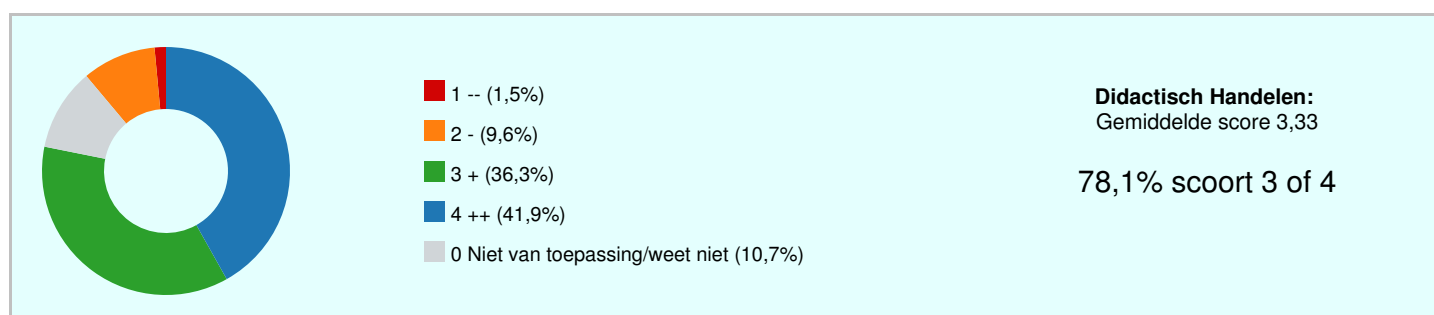 1 -- (1,5%)
2 - (9,6%)
3 + (36,3%)
4 ++ (41,9%)
0 Niet van toepassing/weet niet (10,7%)
Didactisch Handelen:
Gemiddelde score 3,33
78,1% scoort 3 of 4